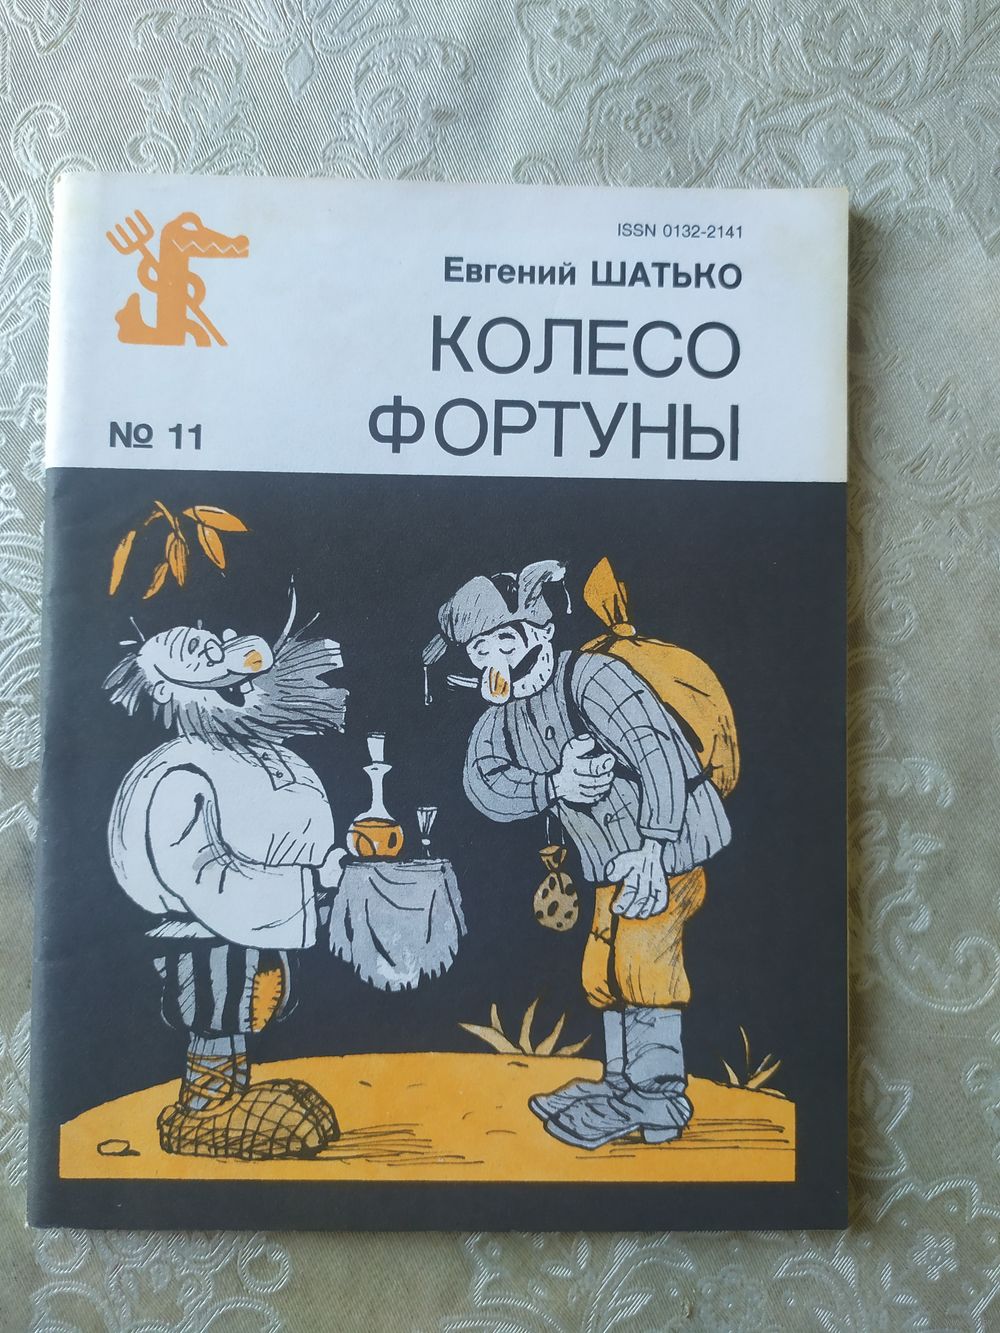 ISSN 0132-2141
Евгений ШАТЬКО
КОЛЕСО
ФОРТУНЫ
№ 11